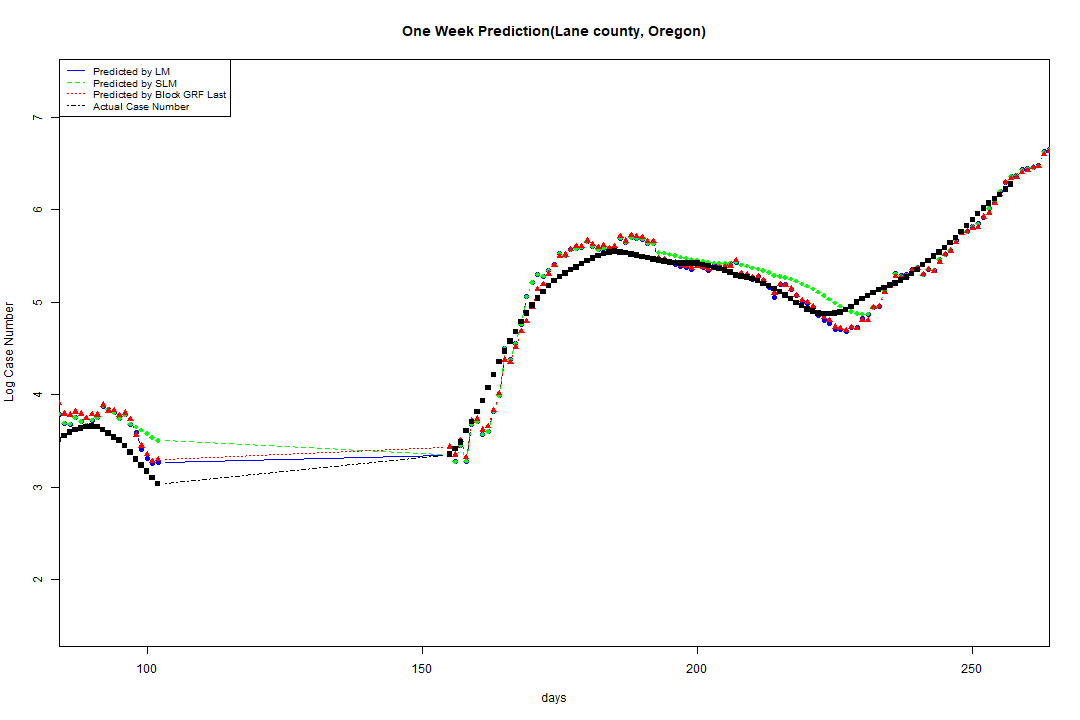 One Week Prediction(Lane county, Oregon)
Predicted by LM
Predicted by SLM
Predicted by Block GRF Last
Actual Case Number
7
6
5
4
3
2
Log Case Number
100 150 200 250
days